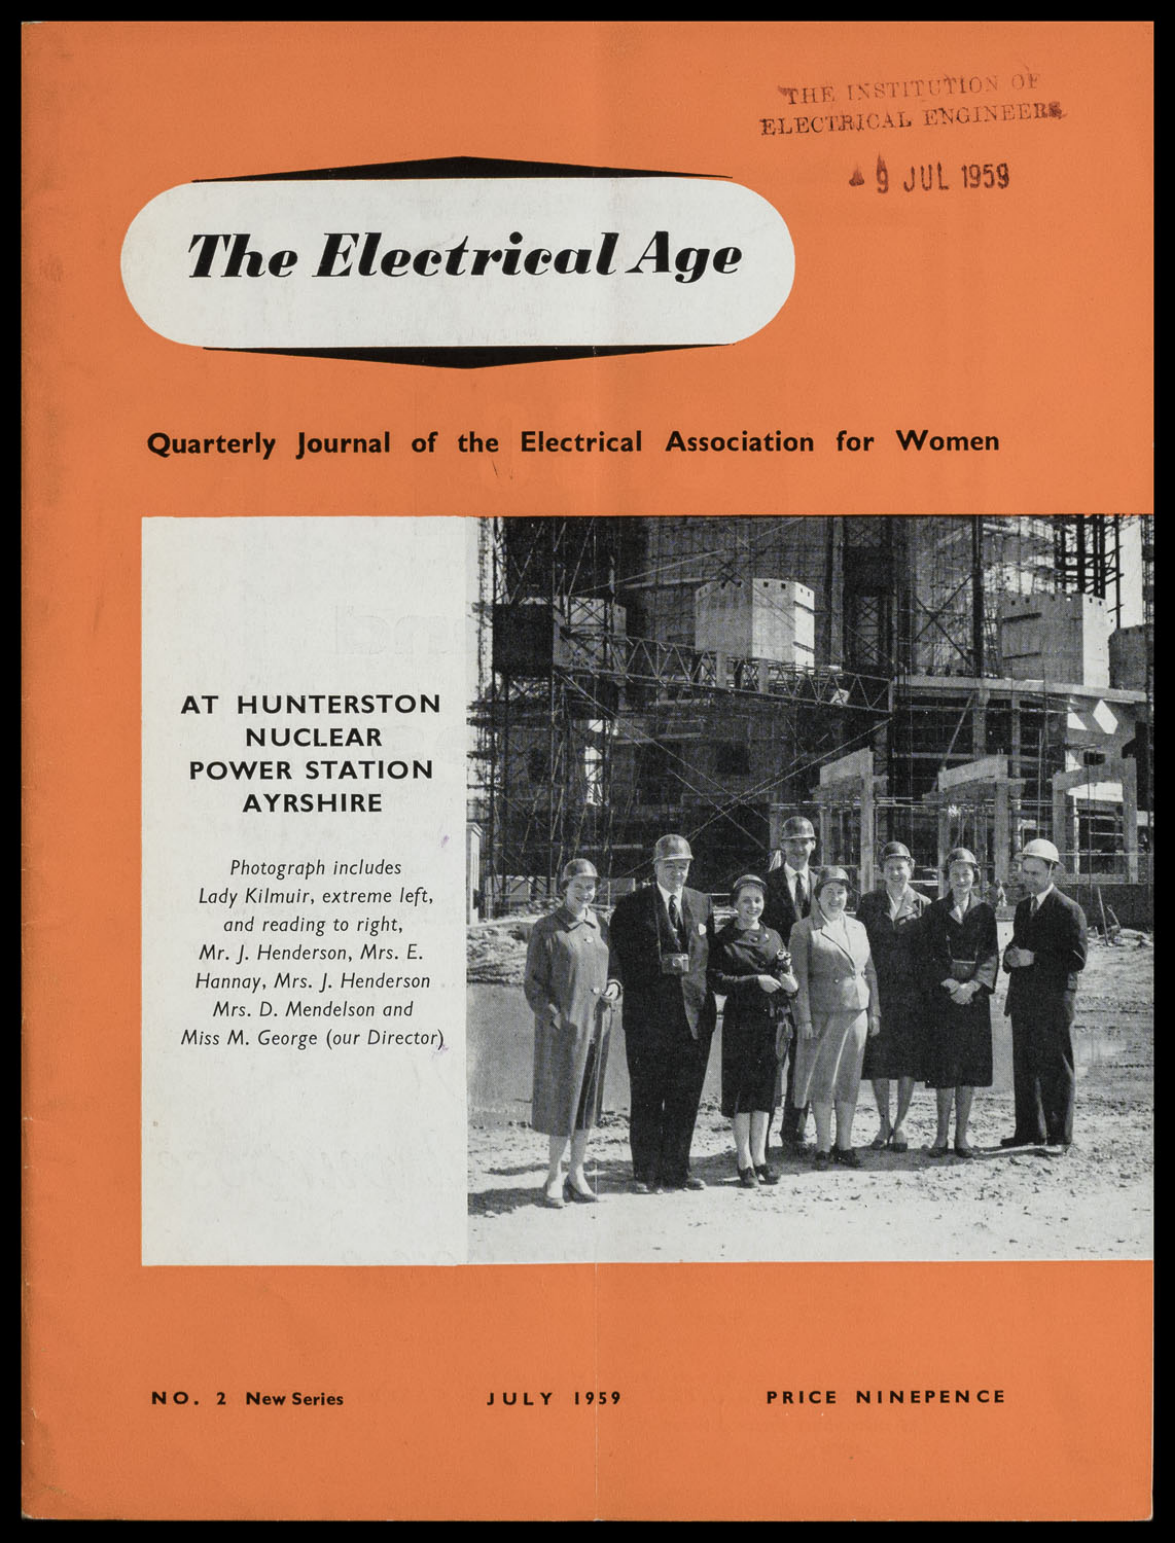 THE INSTITUTION OF
ELECTRICAL ENGINEERS
9 JUL 1959
The Electrical Age
Quarterly Journal of the Electrical Association for Women
AT HUNTERSTON
NUCLEAR
POWER STATION
AYRSHIRE
Photograph includes
Lady Kilmuir, extreme left,
and reading to right,
Mr. J. Henderson, Mrs. E.
Hannay, Mrs. J. Henderson
Mrs. D. Mendelson and
Miss M. George (our Director)
NO. 2 New Series
JULY 1959
PRICE NINEPENCE